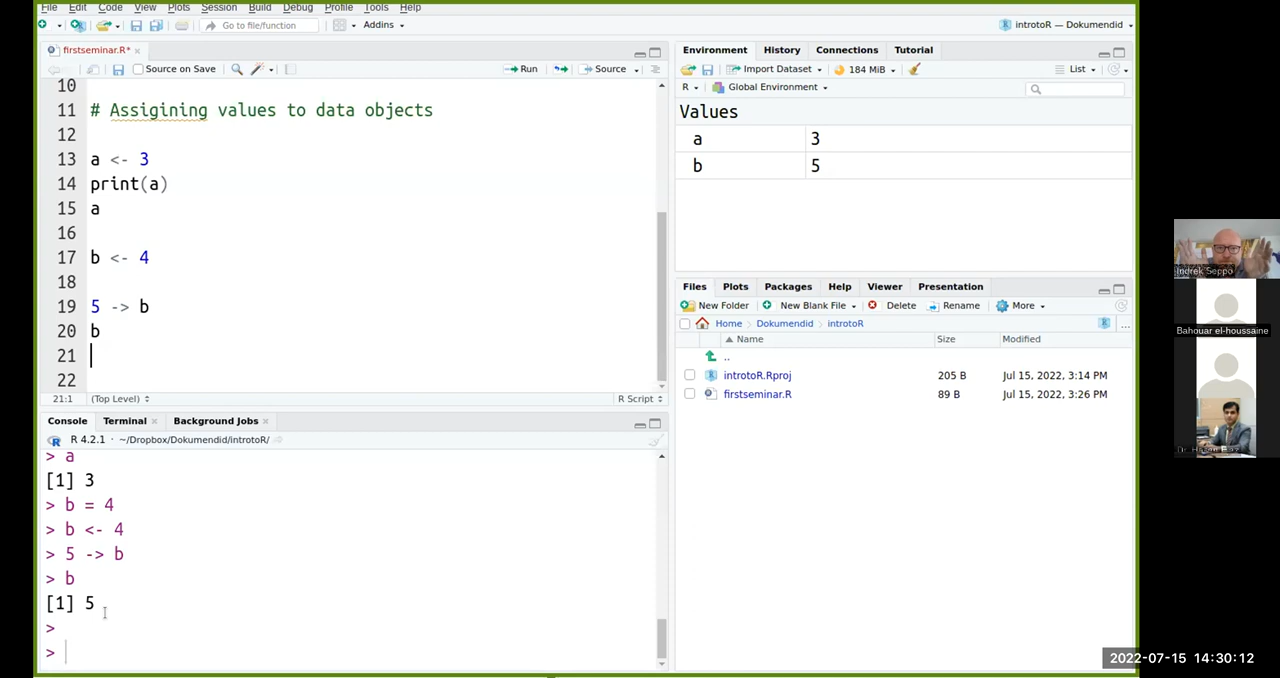 File Edit Code View Plots Session Build Debug Profile Tools Help
Go to file/function Addins introtoR — Dokumendid
firstseminar.R*
Source on Save Run Source
10
11 # Assigining values to data objects
12
13 a <- 3
14 print(a)
15 a
16
17 b <- 4
18
19 5 -> b
20 b
21
22
21:1 (Top Level) R Script
Console Terminal Background Jobs
R 4.2.1 · ~/Dropbox/Dokumendid/introtoR/
> a
[1] 3
> b = 4
> b <- 4
> 5 -> b
> b
[1] 5
>
>
Environment History Connections Tutorial
Import Dataset 184 MiB List
R Global Environment
Values
a 3
b 5
Files Plots Packages Help Viewer Presentation
New Folder New Blank File Delete Rename More
Home Dokumendid introtoR ...
Name Size Modified
..
introtoR.Rproj 205 B Jul 15, 2022, 3:14 PM
firstseminar.R 89 B Jul 15, 2022, 3:26 PM
Indrek Seppo
Bahouar el-houssaine
2022-07-15 14:30:12